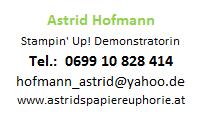 Astrid Hofmann
Stampin' Up! Demonstratorin
Tel.:  0699 10 828 414
hofmann_astrid@yahoo.de
www.astridspapiereuphorie.at